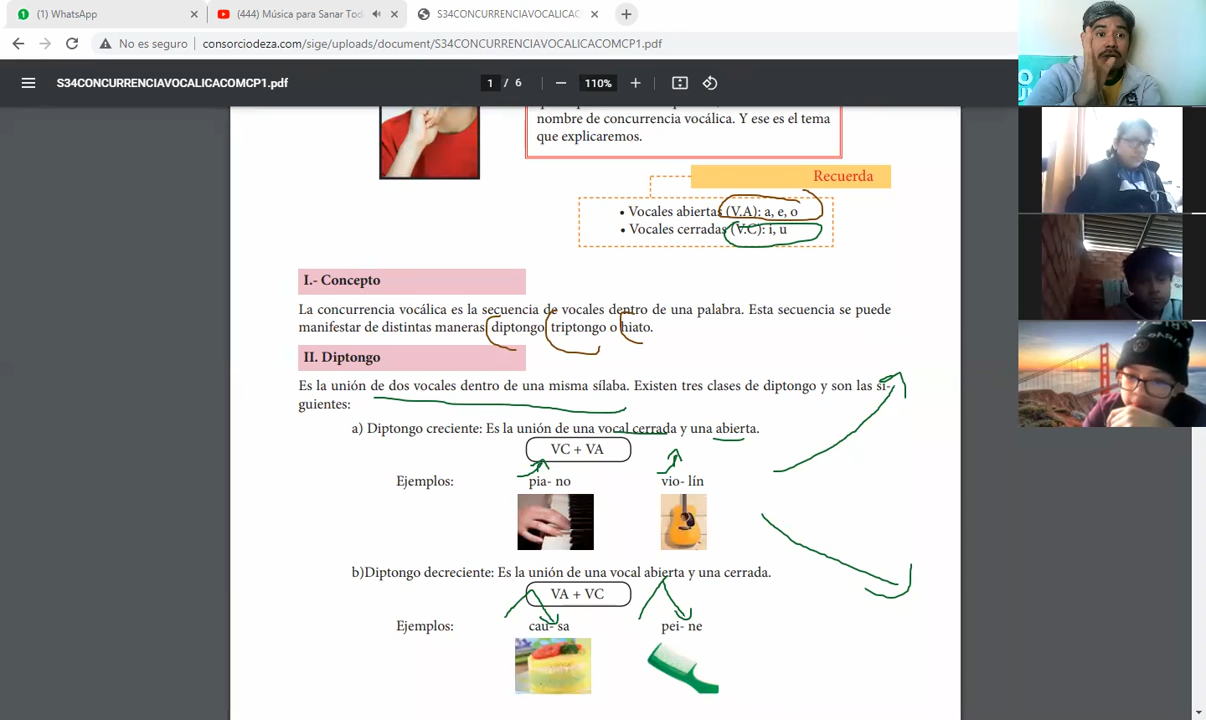 (1) WhatsApp
(444) Música para Sanar Tod
S34CONCURRENCIAVOCALICAC
No es seguro
consorciodeza.com/sige/uploads/document/S34CONCURRENCIAVOCALICACOMCP1.pdf
S34CONCURRENCIAVOCALICACOMCP1.pdf
1 / 6
110%
nombre de concurrencia vocálica. Y ese es el tema
que explicaremos.
Recuerda
• Vocales abiertas (V.A): a, e, o
• Vocales cerradas (V.C): i, u
I.- Concepto
La concurrencia vocálica es la secuencia de vocales dentro de una palabra. Esta secuencia se puede
manifestar de distintas maneras diptongo triptongo o hiato.
II. Diptongo
Es la unión de dos vocales dentro de una misma sílaba. Existen tres clases de diptongo y son las si-
guientes:
a) Diptongo creciente: Es la unión de una vocal cerrada y una abierta.
VC + VA
Ejemplos: pia- no vio- lín
b)Diptongo decreciente: Es la unión de una vocal abierta y una cerrada.
VA + VC
Ejemplos: cau- sa pei- ne